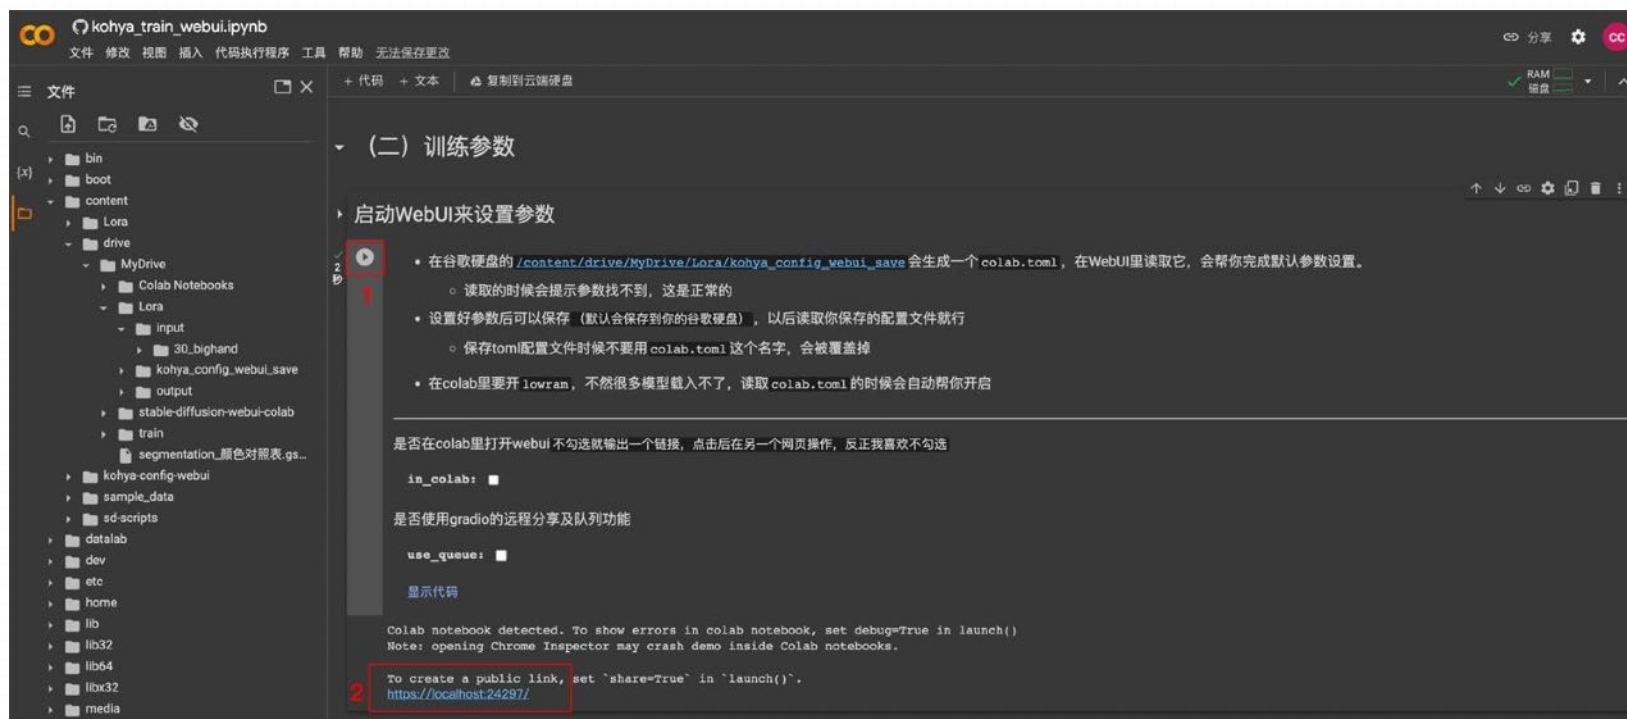 kohya_train_webui.ipynb
文件 修改 视图 插入 代码执行程序 工具 帮助 无法保存更改
分享
CC
文件
+ 代码 + 文本 复制到云端硬盘
RAM
磁盘
{x}
bin
boot
content
Lora
drive
MyDrive
Colab Notebooks
Lora
input
30_bighand
kohya_config_webui_save
output
stable-diffusion-webui-colab
train
segmentation_颜色对照表.gs...
kohya-config-webui
sample_data
sd-scripts
datalab
dev
etc
home
lib
lib32
lib64
libx32
media
（二）训练参数
启动WebUI来设置参数
2
秒
1
• 在谷歌硬盘的 /content/drive/MyDrive/Lora/kohya_config_webui_save 会生成一个 colab.toml，在WebUI里读取它，会帮你完成默认参数设置。
○ 读取的时候会提示参数找不到，这是正常的
• 设置好参数后可以保存（默认会保存到你的谷歌硬盘），以后读取你保存的配置文件就行
○ 保存toml配置文件时候不要用 colab.toml 这个名字，会被覆盖掉
• 在colab里要开 lowram，不然很多模型载入不了，读取 colab.toml 的时候会自动帮你开启
是否在colab里打开webui 不勾选就输出一个链接，点击后在另一个网页操作，反正我喜欢不勾选
in_colab:
是否使用gradio的远程分享及队列功能
use_queue:
显示代码
Colab notebook detected. To show errors in colab notebook, set debug=True in launch()
Note: opening Chrome Inspector may crash demo inside Colab notebooks.
To create a public link, set `share=True` in `launch()`.
2
https://localhost:24297/